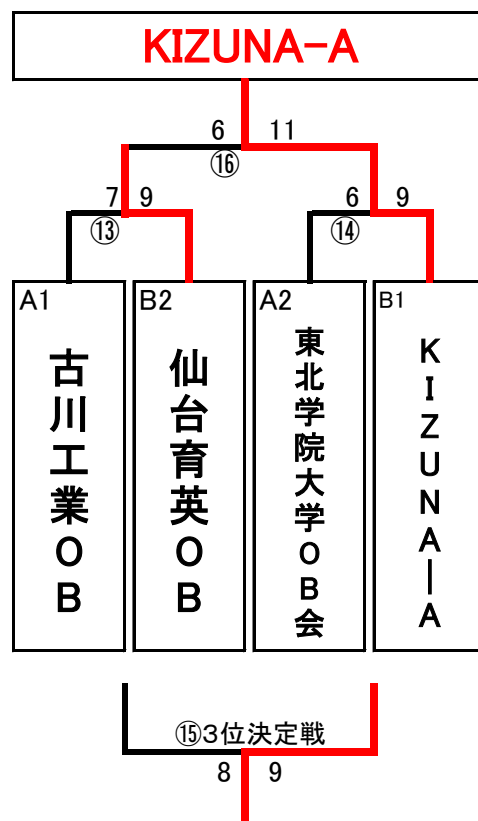 KIZUNA-A
6 11
⑯
7 9
⑬
6 9
⑭
A1
古川工業OB
B2
仙台育英OB
A2
東北学院大学OB会
B1
KIZUNA-A
⑮3位決定戦
8 9